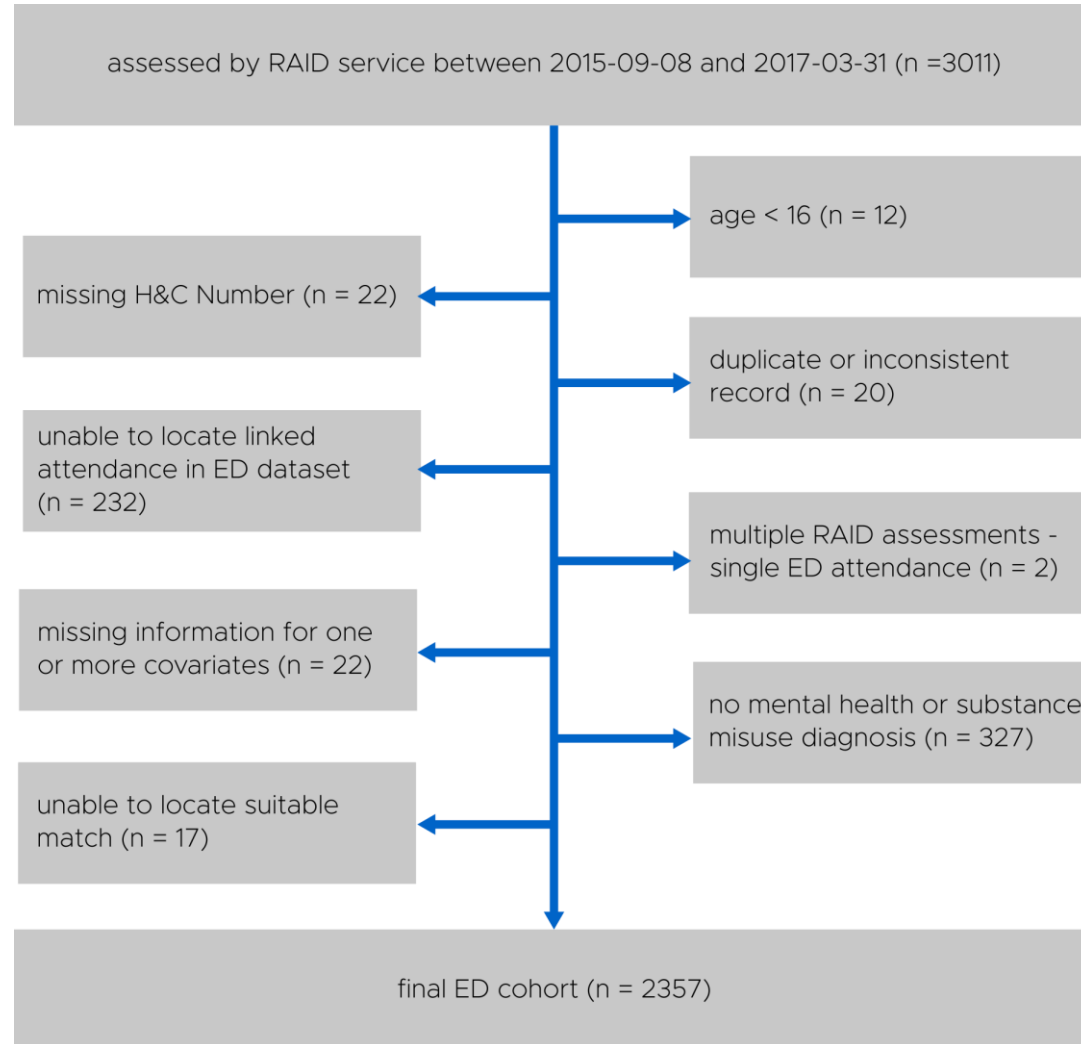 assessed by RAID service between 2015-09-08 and 2017-03-31 (n =3011)
age < 16 (n = 12)
missing H&C Number (n = 22)
duplicate or inconsistent
record (n = 20)
unable to locate linked
attendance in ED dataset
(n = 232)
multiple RAID assessments -
single ED attendance (n = 2)
missing information for one
or more covariates (n = 22)
no mental health or substance
misuse diagnosis (n = 327)
unable to locate suitable
match (n = 17)
final ED cohort (n = 2357)